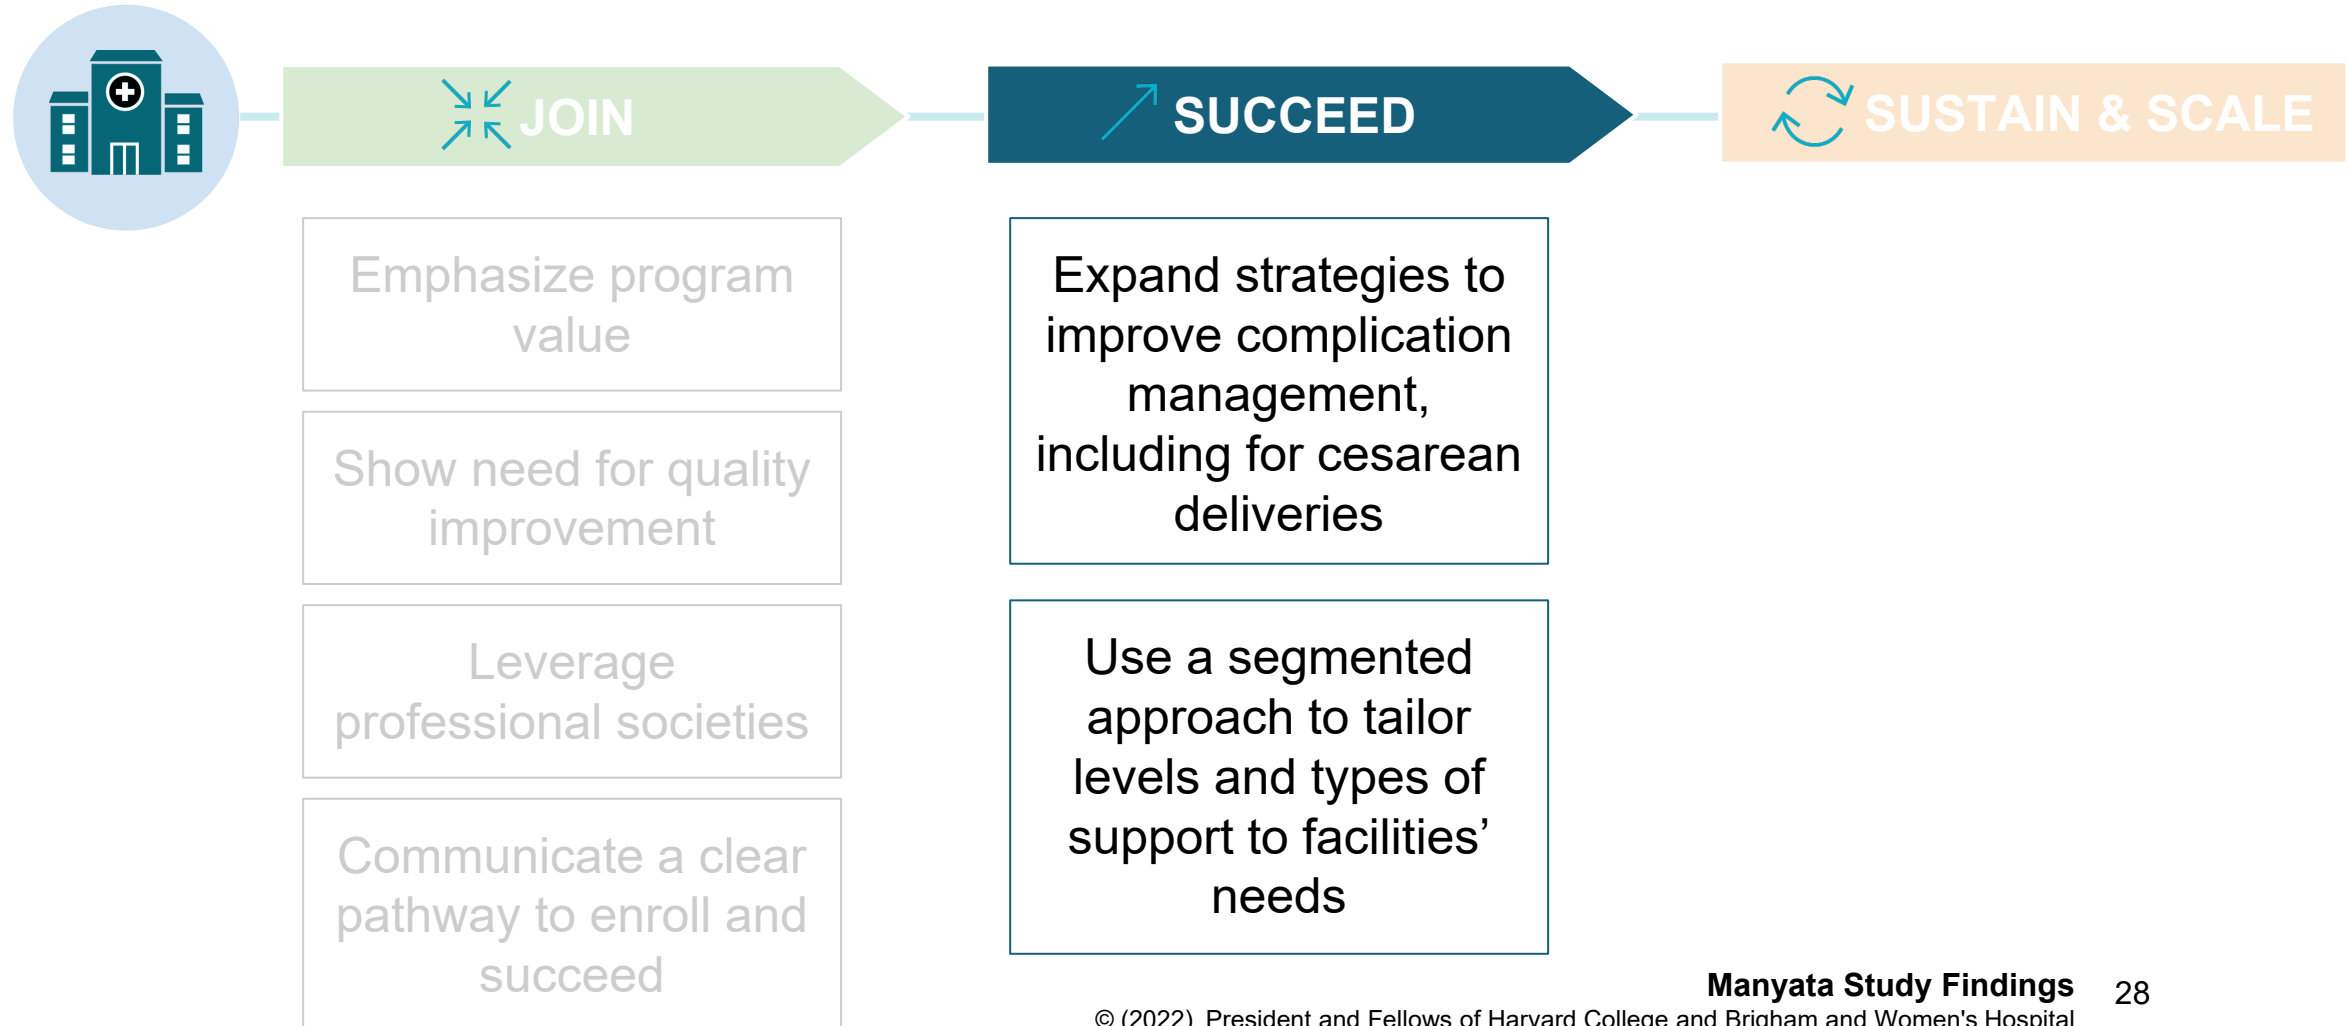 JOIN
SUCCEED
SUSTAIN & SCALE
Emphasize program
value
Show need for quality
improvement
Leverage
professional societies
Communicate a clear
pathway to enroll and
succeed
Expand strategies to
improve complication
management,
including for cesarean
deliveries
Use a segmented
approach to tailor
levels and types of
support to facilities’
needs
Manyata Study Findings
28
© (2022) President and Fellows of Harvard College and Brigham and Women's Hospital